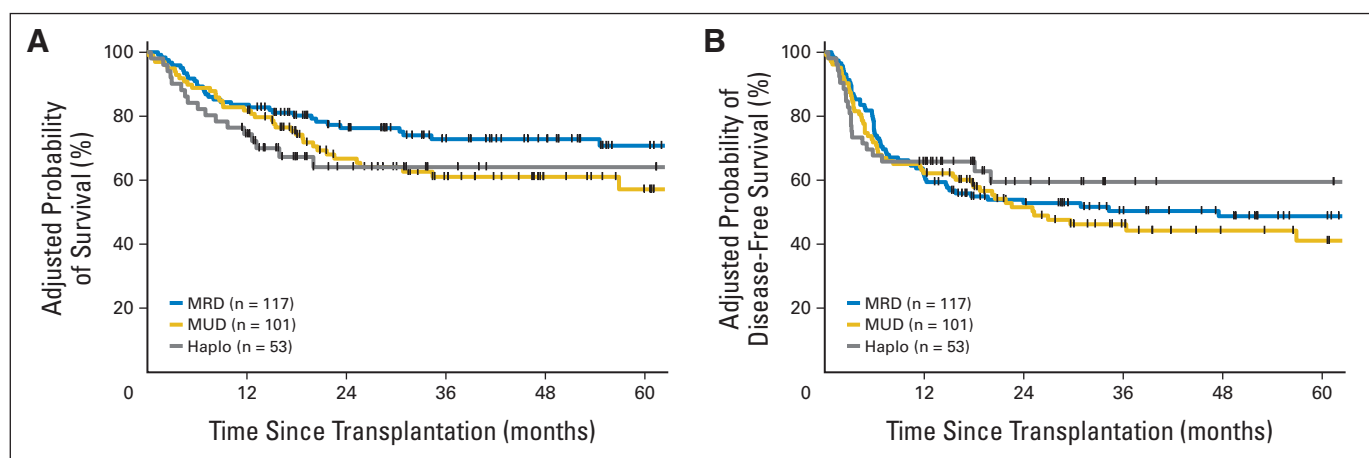 A
Adjusted Probability
of Survival (%)
100
80
60
40
20
0
MRD (n = 117)
MUD (n = 101)
Haplo (n = 53)
12 24 36 48 60
Time Since Transplantation (months)
B
Adjusted Probability of
Disease-Free Survival (%)
100
80
60
40
20
0
MRD (n = 117)
MUD (n = 101)
Haplo (n = 53)
12 24 36 48 60
Time Since Transplantation (months)